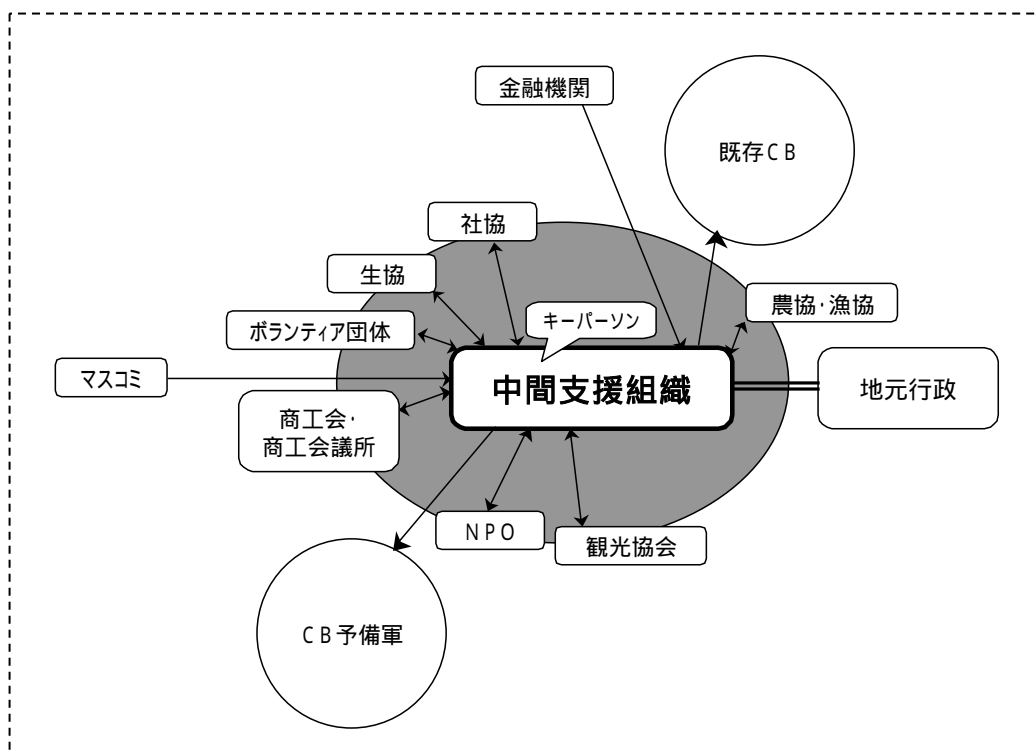 金融機関
既存CB
社協
生協
農協・漁協
キーパーソン
ボランティア団体
マスコミ
中間支援組織
地元行政
商工会・
商工会議所
NPO
観光協会
CB予備軍